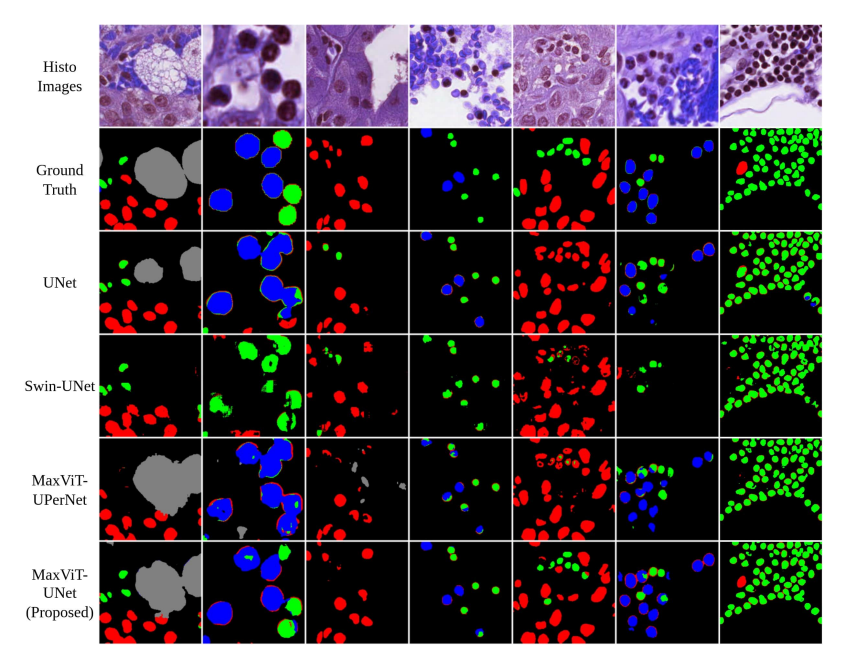 Histo
Images
Ground
Truth
UNet
Swin-UNet
MaxViT-
UPerNet
MaxViT-
UNet
(Proposed)